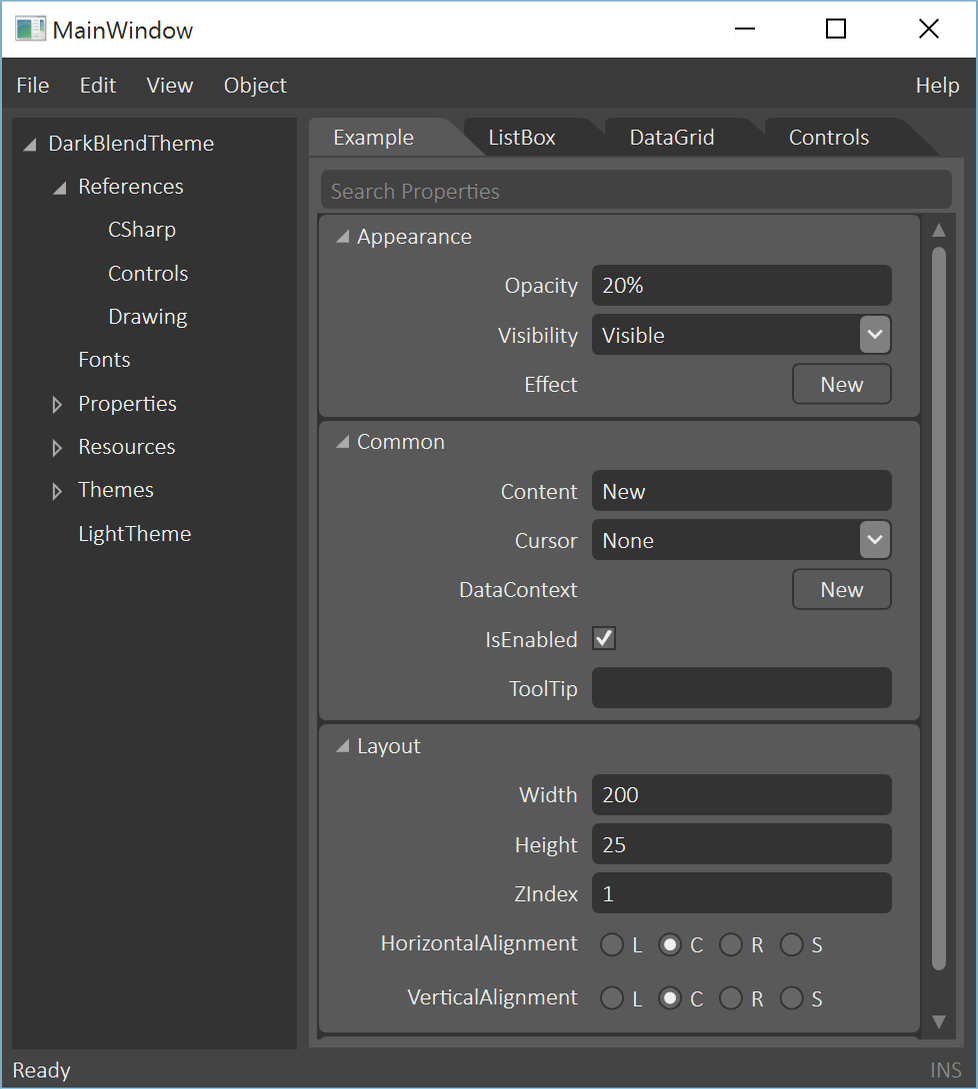 MainWindow
File Edit View Object Help
DarkBlendTheme
References
CSharp
Controls
Drawing
Fonts
Properties
Resources
Themes
LightTheme
Example ListBox DataGrid Controls
Search Properties
Appearance
Opacity 20%
Visibility Visible
Effect New
Common
Content New
Cursor None
DataContext New
IsEnabled
ToolTip
Layout
Width 200
Height 25
ZIndex 1
HorizontalAlignment L C R S
VerticalAlignment L C R S
Ready INS